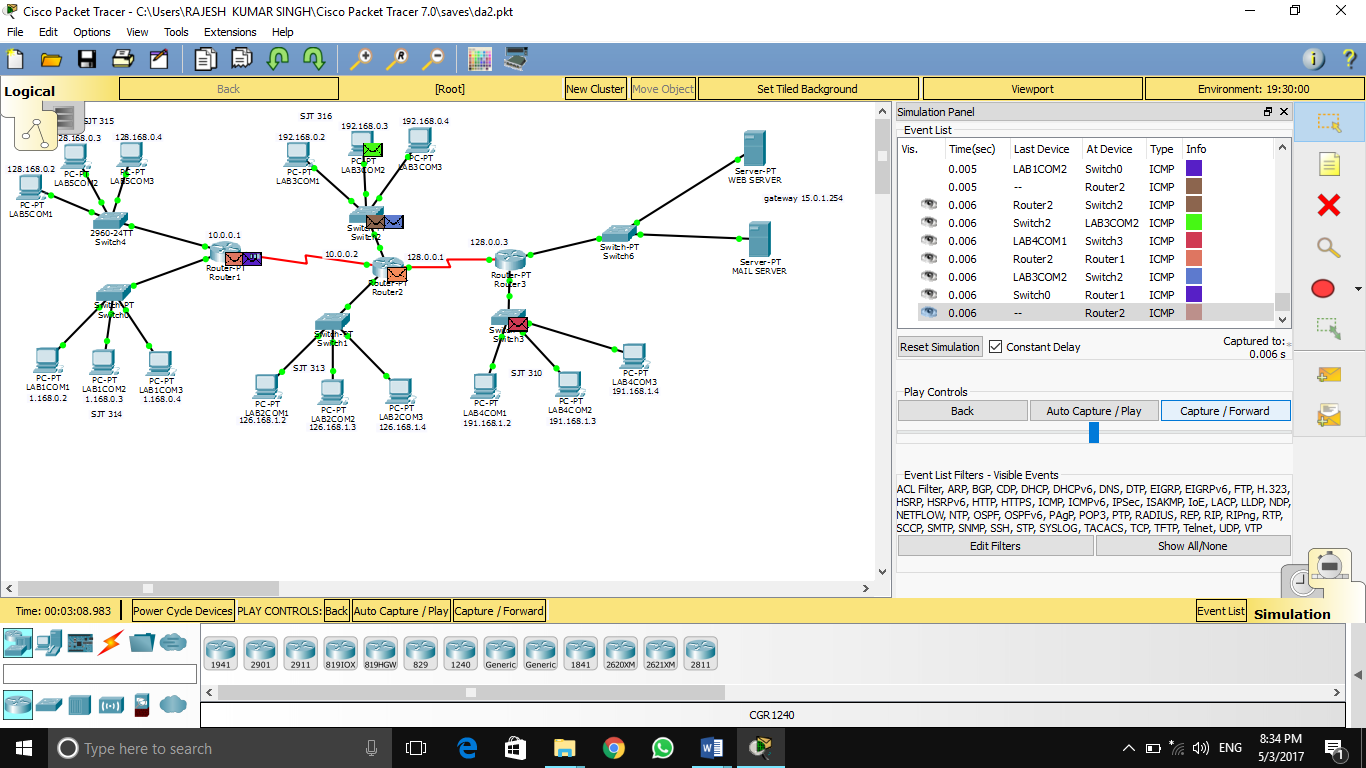 Cisco Packet Tracer - C:\Users\RAJESH KUMAR SINGH\Cisco Packet Tracer 7.0\saves\da2.pkt
File Edit Options View Tools Extensions Help
Logical Back [Root] New Cluster Move Object Set Tiled Background Viewport Environment: 19:30:00
SJT 315
128.168.0.4
128.168.0.2
PC-PT
LAB5COM1
PC-PT
LAB5COM2
PC-PT
LAB5COM3
2960-24TT
Switch4
SJT 316
192.168.0.2
192.168.0.3
192.168.0.4
PC-PT
LAB3COM1
PC-PT
LAB3COM2
PC-PT
LAB3COM3
10.0.0.1
Router-PT
Router1
10.0.0.2
128.0.0.1
Router-PT
Router2
128.0.0.3
Router-PT
Router3
Switch-PT
Switch6
Server-PT
WEB SERVER
gateway 15.0.1.254
Server-PT
MAIL SERVER
Switch-PT
PC-PT
LAB1COM1
1.168.0.2
PC-PT
LAB1COM2
1.168.0.3
PC-PT
LAB1COM3
1.168.0.4
SJT 314
Switch-PT
Switch1
SJT 313
PC-PT
LAB2COM1
126.168.1.2
PC-PT
LAB2COM2
126.168.1.3
PC-PT
LAB2COM3
126.168.1.4
SJT 310
PC-PT
LAB4COM1
191.168.1.2
PC-PT
LAB4COM2
191.168.1.3
PC-PT
LAB4COM3
191.168.1.4
Simulation Panel
Event List
Vis. Time(sec) Last Device At Device Type Info
0.005 LAB1COM2 Switch0 ICMP
0.005 -- Router2 ICMP
0.006 Router2 Switch2 ICMP
0.006 Switch2 LAB3COM2 ICMP
0.006 LAB4COM1 Switch3 ICMP
0.006 Router2 Router1 ICMP
0.006 LAB3COM2 Switch2 ICMP
0.006 Switch0 Router1 ICMP
0.006 -- Router2 ICMP
Reset Simulation Constant Delay Captured to:*
0.006 s
Play Controls
Back Auto Capture / Play Capture / Forward
Event List Filters - Visible Events
ACL Filter, ARP, BGP, CDP, DHCP, DHCPv6, DNS, DTP, EIGRP, EIGRPv6, FTP, H.323,
HSRP, HSRPv6, HTTP, HTTPS, ICMP, ICMPv6, IPSec, ISAKMP, IoE, LACP, LLDP, NDP,
NETFLOW, NTP, OSPF, OSPFv6, PAgP, POP3, PTP, RADIUS, REP, RIP, RIPng, RTP,
SCCP, SMTP, SNMP, SSH, STP, SYSLOG, TACACS, TCP, TFTP, Telnet, UDP, VTP
Edit Filters Show All/None
Time: 00:03:08.983 Power Cycle Devices PLAY CONTROLS: Back Auto Capture / Play Capture / Forward Event List Simulation
1941 2901 2911 819IOX 819HGW 829 1240 Generic Generic 1841 2620XM 2621XM 2811
CGR1240
Type here to search
ENG
8:34 PM
5/3/2017
1